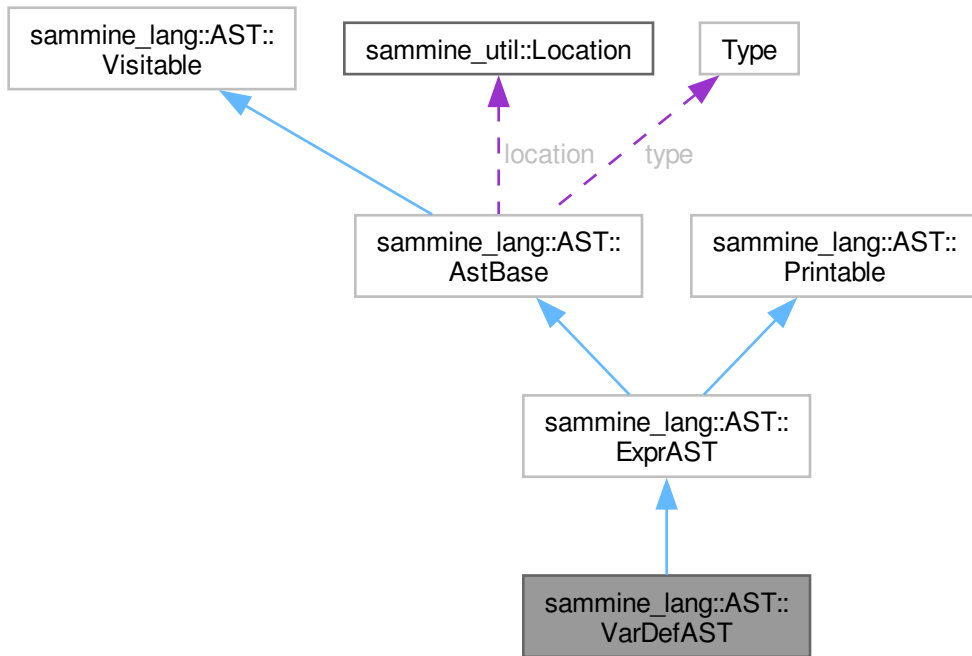 sammine_lang::AST::
Visitable
sammine_util::Location
Type
location
type
sammine_lang::AST::
AstBase
sammine_lang::AST::
Printable
sammine_lang::AST::
ExprAST
sammine_lang::AST::
VarDefAST